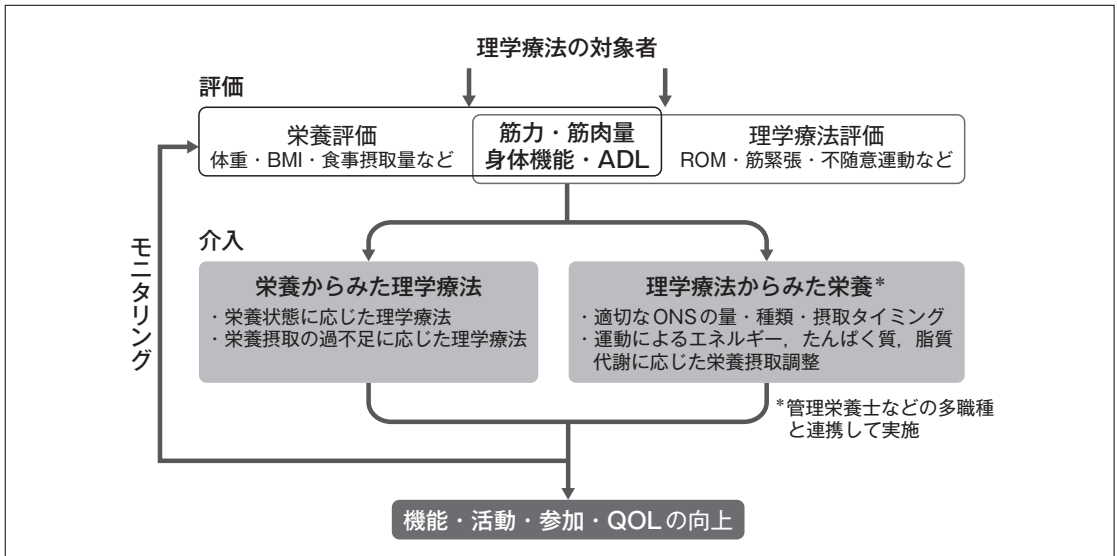 理学療法の対象者
評価
栄養評価
体重・BMI・食事摂取量など
筋力・筋肉量
身体機能・ADL
理学療法評価
ROM・筋緊張・不随意運動など
モニタリング
介入
栄養からみた理学療法
・栄養状態に応じた理学療法
・栄養摂取の過不足に応じた理学療法
理学療法からみた栄養*
・適切なONSの量・種類・摂取タイミング
・運動によるエネルギー，たんぱく質，脂質
代謝に応じた栄養摂取調整
*管理栄養士などの多職種
と連携して実施
機能・活動・参加・QOLの向上